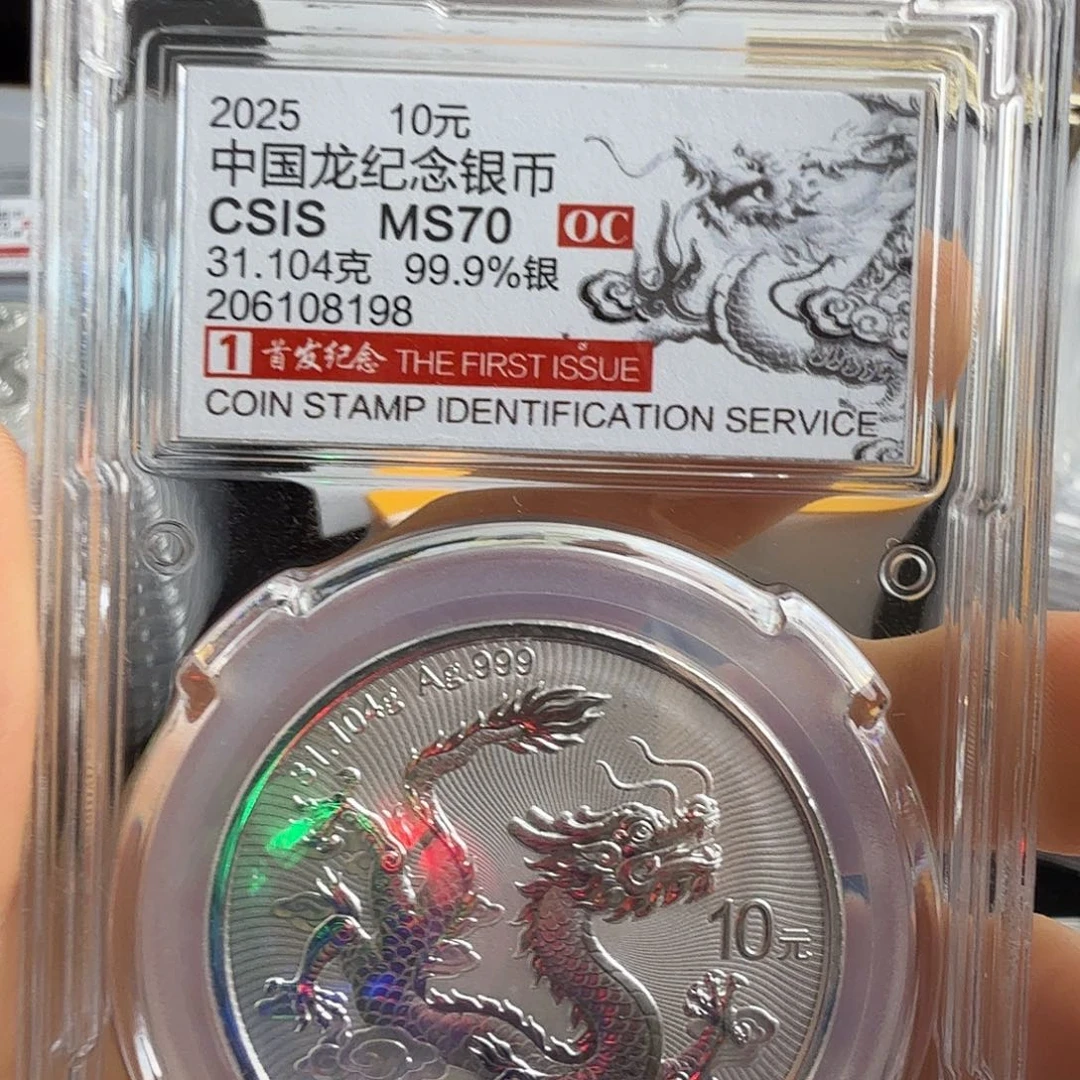 2025 10元
中国龙纪念银币
CSIS MS70 OC
31.104克 99.9%银
206108198
1 首发纪念 THE FIRST ISSUE
COIN STAMP IDENTIFICATION SERVICE
31.104g Ag.999
10元